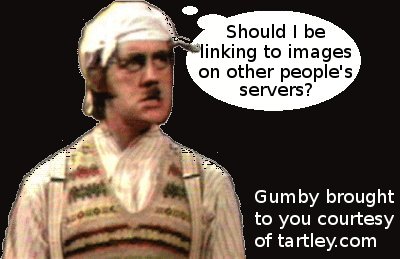 Should I be
linking to images
on other people's
servers?
Gumby brought
to you courtesy
of tartley.com